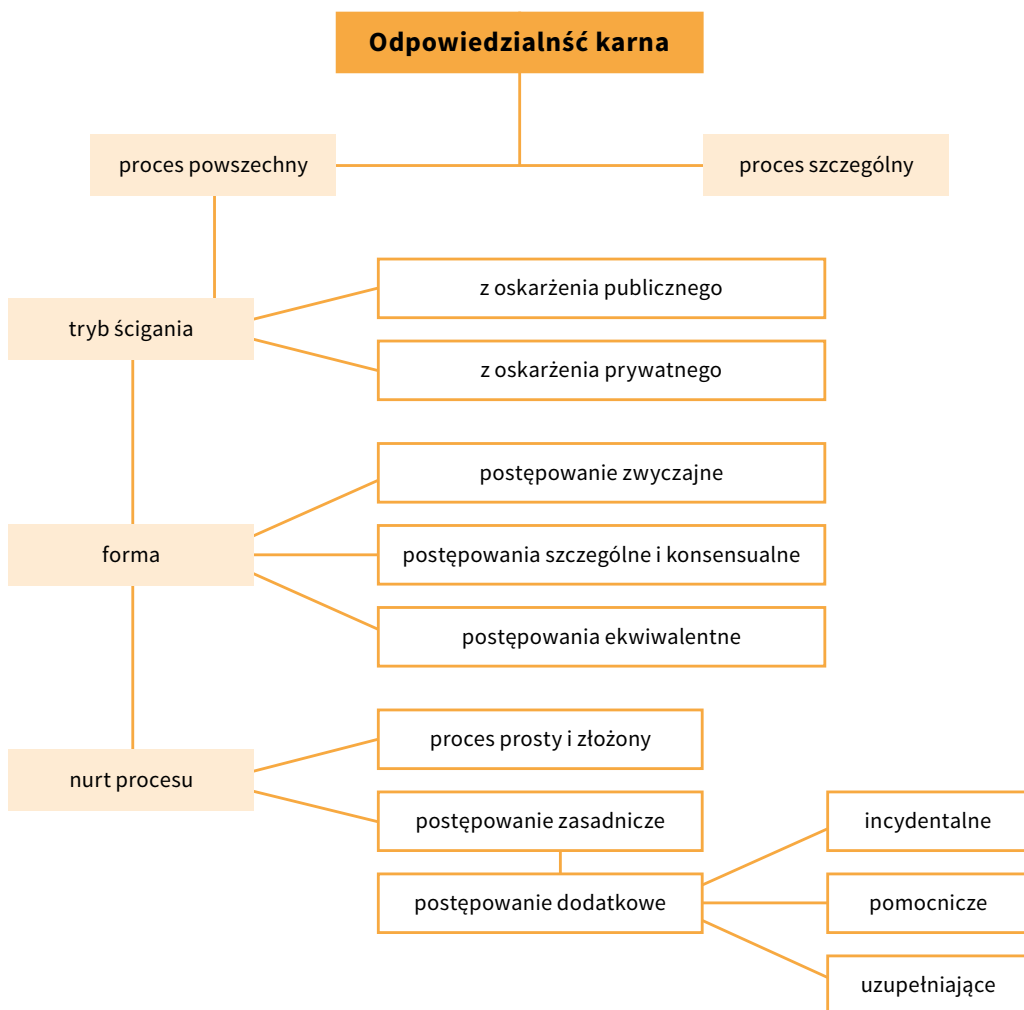 Odpowiedzialnść karna
proces powszechny
proces szczególny
tryb ścigania
z oskarżenia publicznego
z oskarżenia prywatnego
forma
postępowanie zwyczajne
postępowania szczególne i konsensualne
postępowania ekwiwalentne
nurt procesu
proces prosty i złożony
postępowanie zasadnicze
postępowanie dodatkowe
incydentalne
pomocnicze
uzupełniające